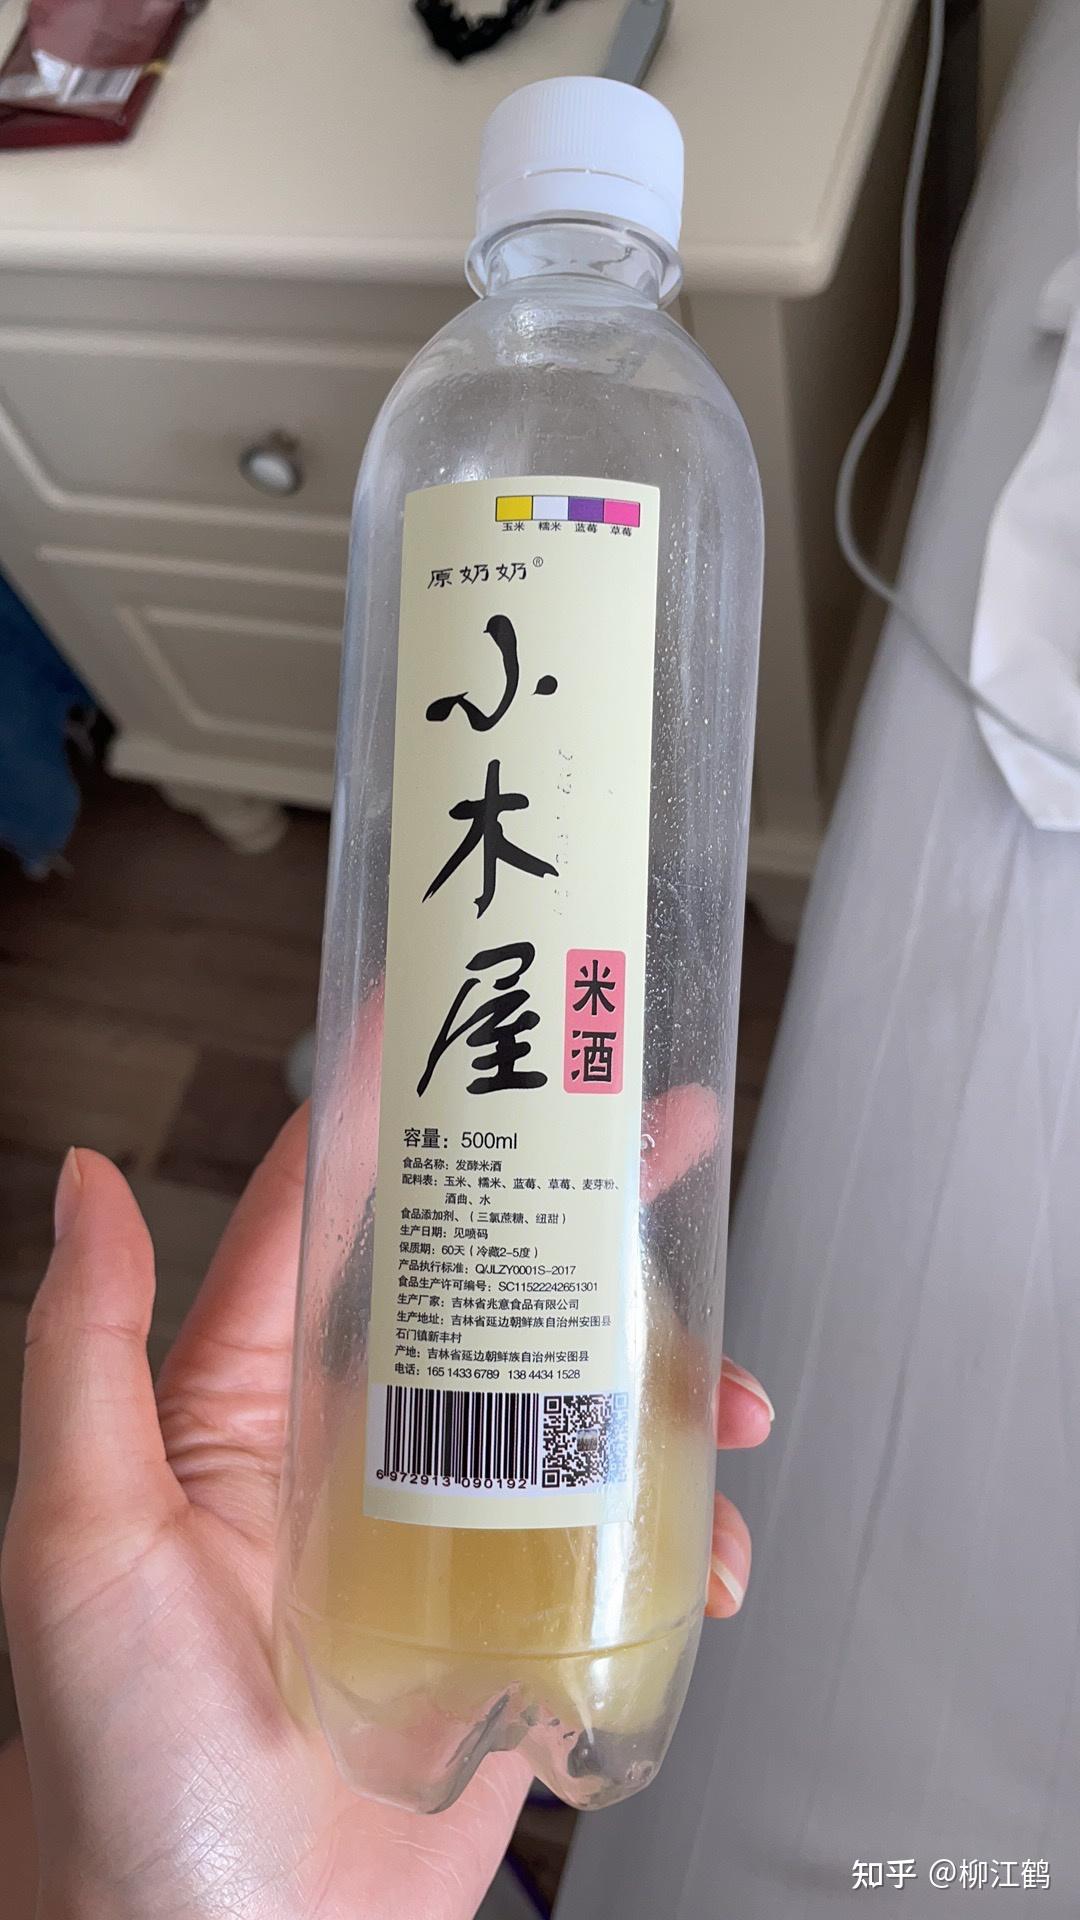 玉米 糯米 蓝莓 草莓
原奶奶®
小木屋
米酒
容量：500ml
食品名称：发酵米酒
配料表：玉米、糯米、蓝莓、草莓、麦芽粉、
酒曲、水
食品添加剂、（三氯蔗糖、纽甜）
生产日期：见喷码
保质期：60天（冷藏2-5度）
产品执行标准：Q/JLZY0001S-2017
食品生产许可编号：SC11522242651301
生产厂家：吉林省兆意食品有限公司
生产地址：吉林省延边朝鲜族自治州安图县
石门镇新丰村
产地：吉林省延边朝鲜族自治州安图县
电话：165 1433 6789 138 4434 1528
6 972913 090192
知乎 @柳江鹤